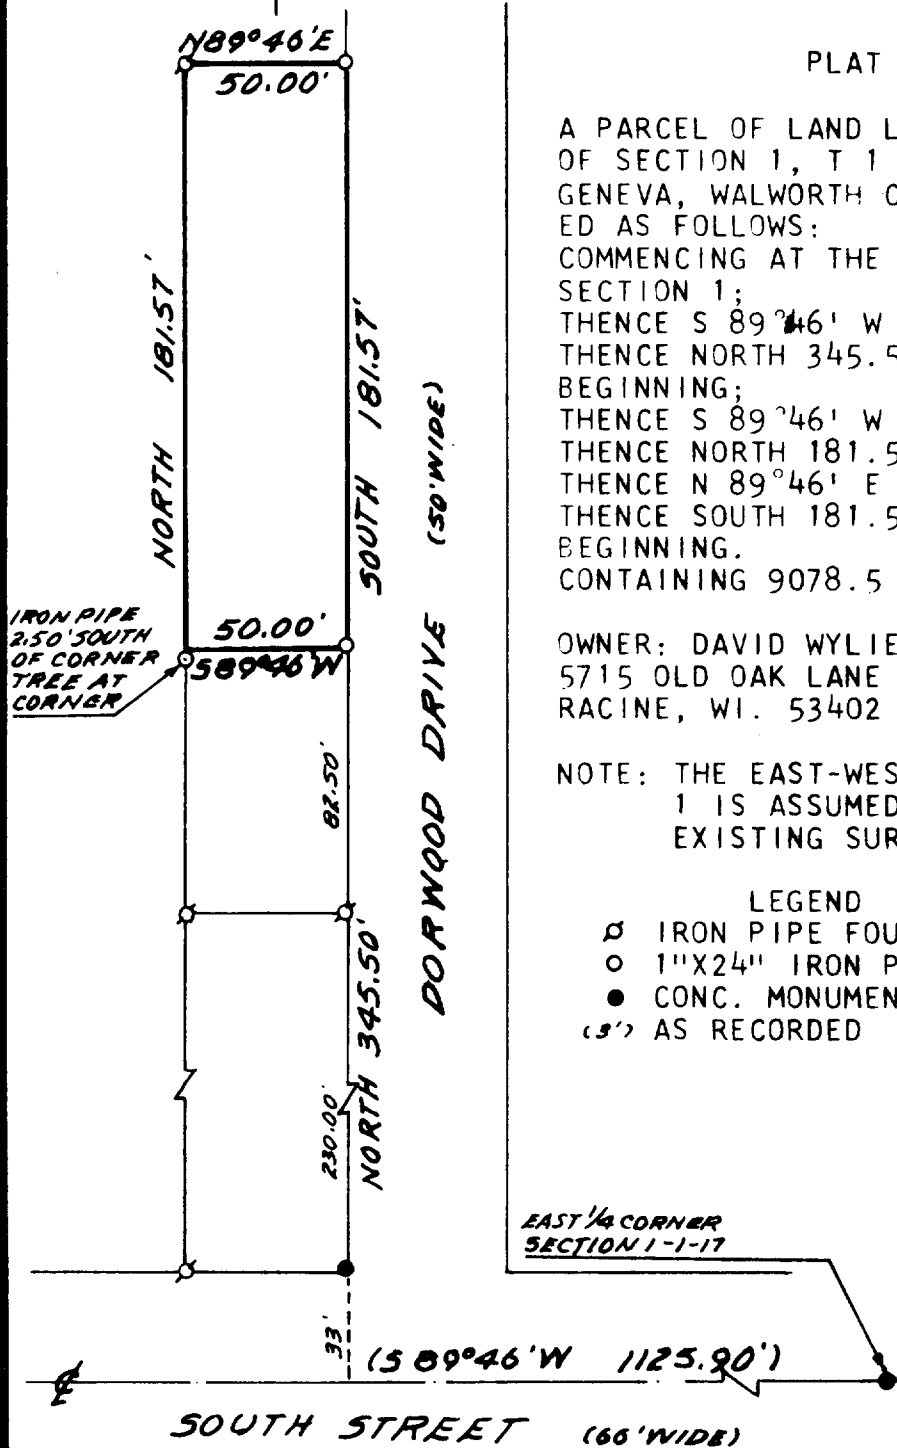 N89°46'E
50.00'
NORTH 181.57'
SOUTH 181.57'
(50'WIDE)
DORWOOD DRIVE
IRON PIPE
2.50'SOUTH
OF CORNER
TREE AT
CORNER
50.00'
S89°46'W
82.50'
NORTH 345.50'
230.00'
33'
(S 89°46'W 1125.90')
SOUTH STREET (66'WIDE)
EAST 1/4 CORNER
SECTION 1-1-17
PLAT
A PARCEL OF LAND L
OF SECTION 1, T 1
GENEVA, WALWORTH C
ED AS FOLLOWS:
COMMENCING AT THE
SECTION 1;
THENCE S 89°46' W
THENCE NORTH 345.5
BEGINNING;
THENCE S 89°46' W
THENCE NORTH 181.5
THENCE N 89°46' E
THENCE SOUTH 181.5
BEGINNING.
CONTAINING 9078.5
OWNER: DAVID WYLIE
5715 OLD OAK LANE
RACINE, WI. 53402
NOTE: THE EAST-WES
1 IS ASSUMED
EXISTING SUR
LEGEND
IRON PIPE FOU
1"X24" IRON P
CONC. MONUMEN
(3') AS RECORDED